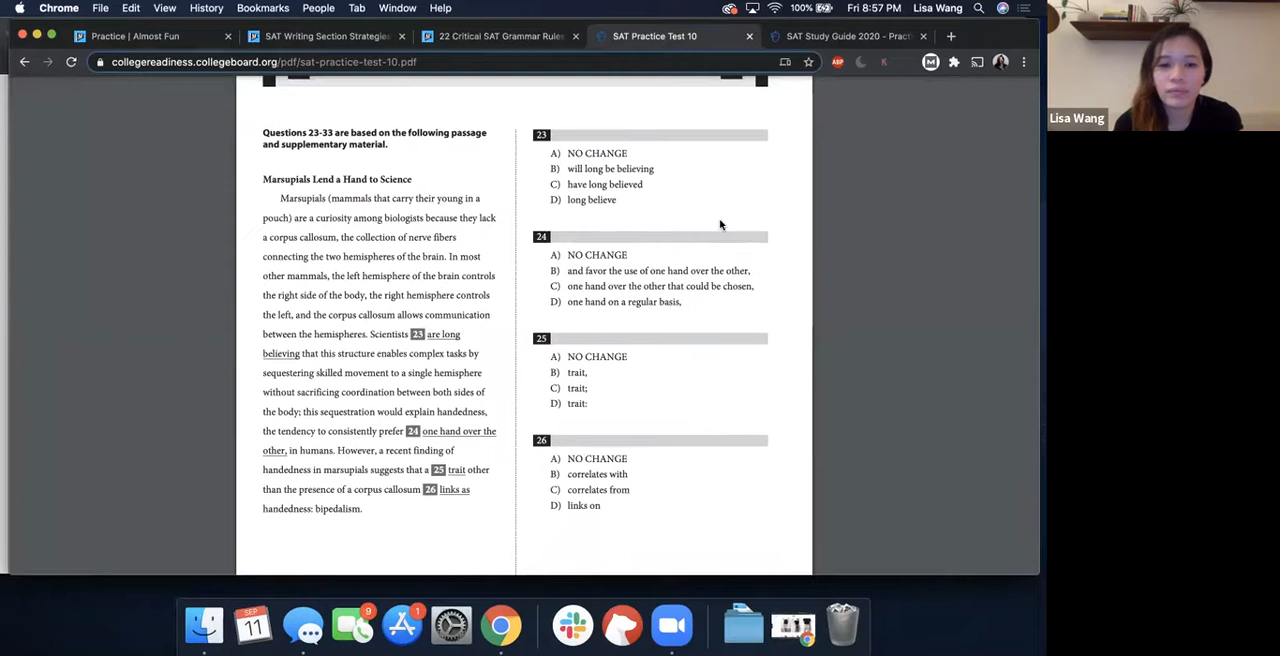 Chrome File Edit View History Bookmarks People Tab Window Help 100% Fri 8:57 PM Lisa Wang
Practice | Almost Fun
SAT Writing Section Strategies
22 Critical SAT Grammar Rules
SAT Practice Test 10
SAT Study Guide 2020 - Pract
collegereadiness.collegeboard.org/pdf/sat-practice-test-10.pdf
ABP
K
M
Lisa Wang
Questions 23-33 are based on the following passage
and supplementary material.
Marsupials Lend a Hand to Science
Marsupials (mammals that carry their young in a
pouch) are a curiosity among biologists because they lack
a corpus callosum, the collection of nerve fibers
connecting the two hemispheres of the brain. In most
other mammals, the left hemisphere of the brain controls
the right side of the body, the right hemisphere controls
the left, and the corpus callosum allows communication
between the hemispheres. Scientists 23 are long
believing that this structure enables complex tasks by
sequestering skilled movement to a single hemisphere
without sacrificing coordination between both sides of
the body; this sequestration would explain handedness,
the tendency to consistently prefer 24 one hand over the
other, in humans. However, a recent finding of
handedness in marsupials suggests that a 25 trait other
than the presence of a corpus callosum 26 links as
handedness: bipedalism.
23
A) NO CHANGE
B) will long be believing
C) have long believed
D) long believe
24
A) NO CHANGE
B) and favor the use of one hand over the other,
C) one hand over the other that could be chosen,
D) one hand on a regular basis,
25
A) NO CHANGE
B) trait,
C) trait;
D) trait:
26
A) NO CHANGE
B) correlates with
C) correlates from
D) links on
SEP
11
9
1